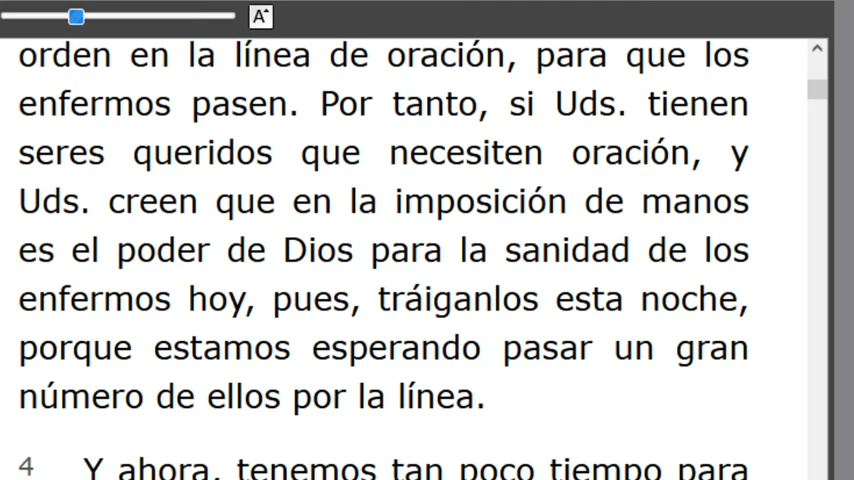 A
orden en la línea de oración, para que los
enfermos pasen. Por tanto, si Uds. tienen
seres queridos que necesiten oración, y
Uds. creen que en la imposición de manos
es el poder de Dios para la sanidad de los
enfermos hoy, pues, tráiganlos esta noche,
porque estamos esperando pasar un gran
número de ellos por la línea.
4 Y ahora, tenemos tan poco tiempo para